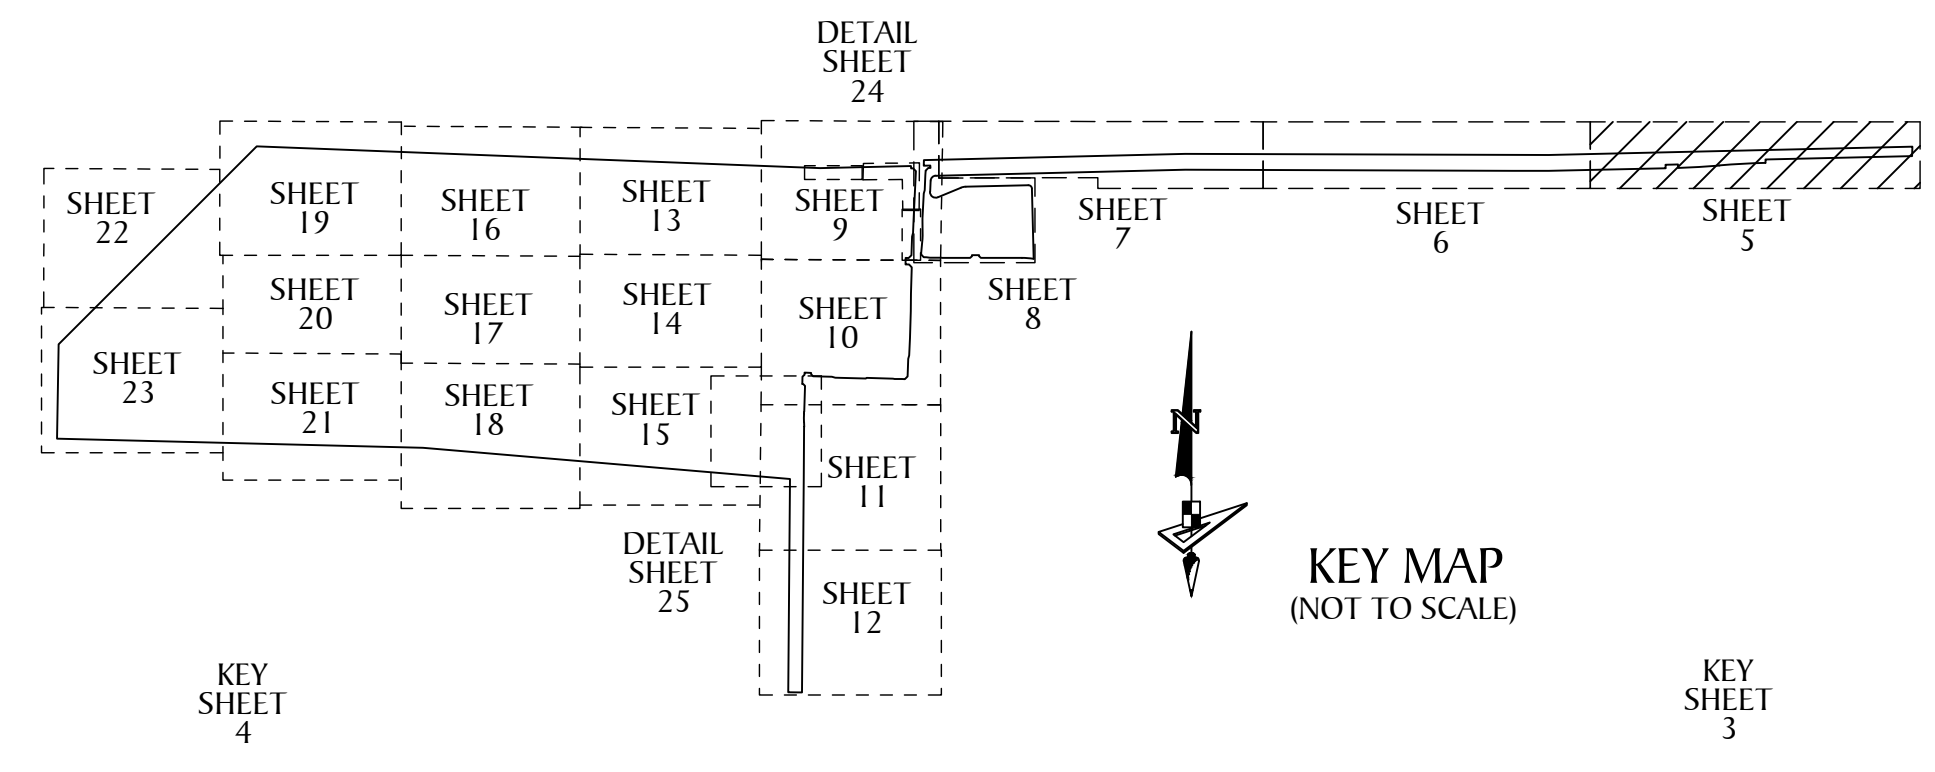 DETAIL
SHEET
24
SHEET
22
SHEET
19
SHEET
16
SHEET
13
SHEET
9
SHEET
7
SHEET
6
SHEET
5
SHEET
20
SHEET
17
SHEET
14
SHEET
10
SHEET
8
SHEET
23
SHEET
21
SHEET
18
SHEET
15
SHEET
11
N
DETAIL
SHEET
25
SHEET
12
KEY MAP
(NOT TO SCALE)
KEY
SHEET
4
KEY
SHEET
3